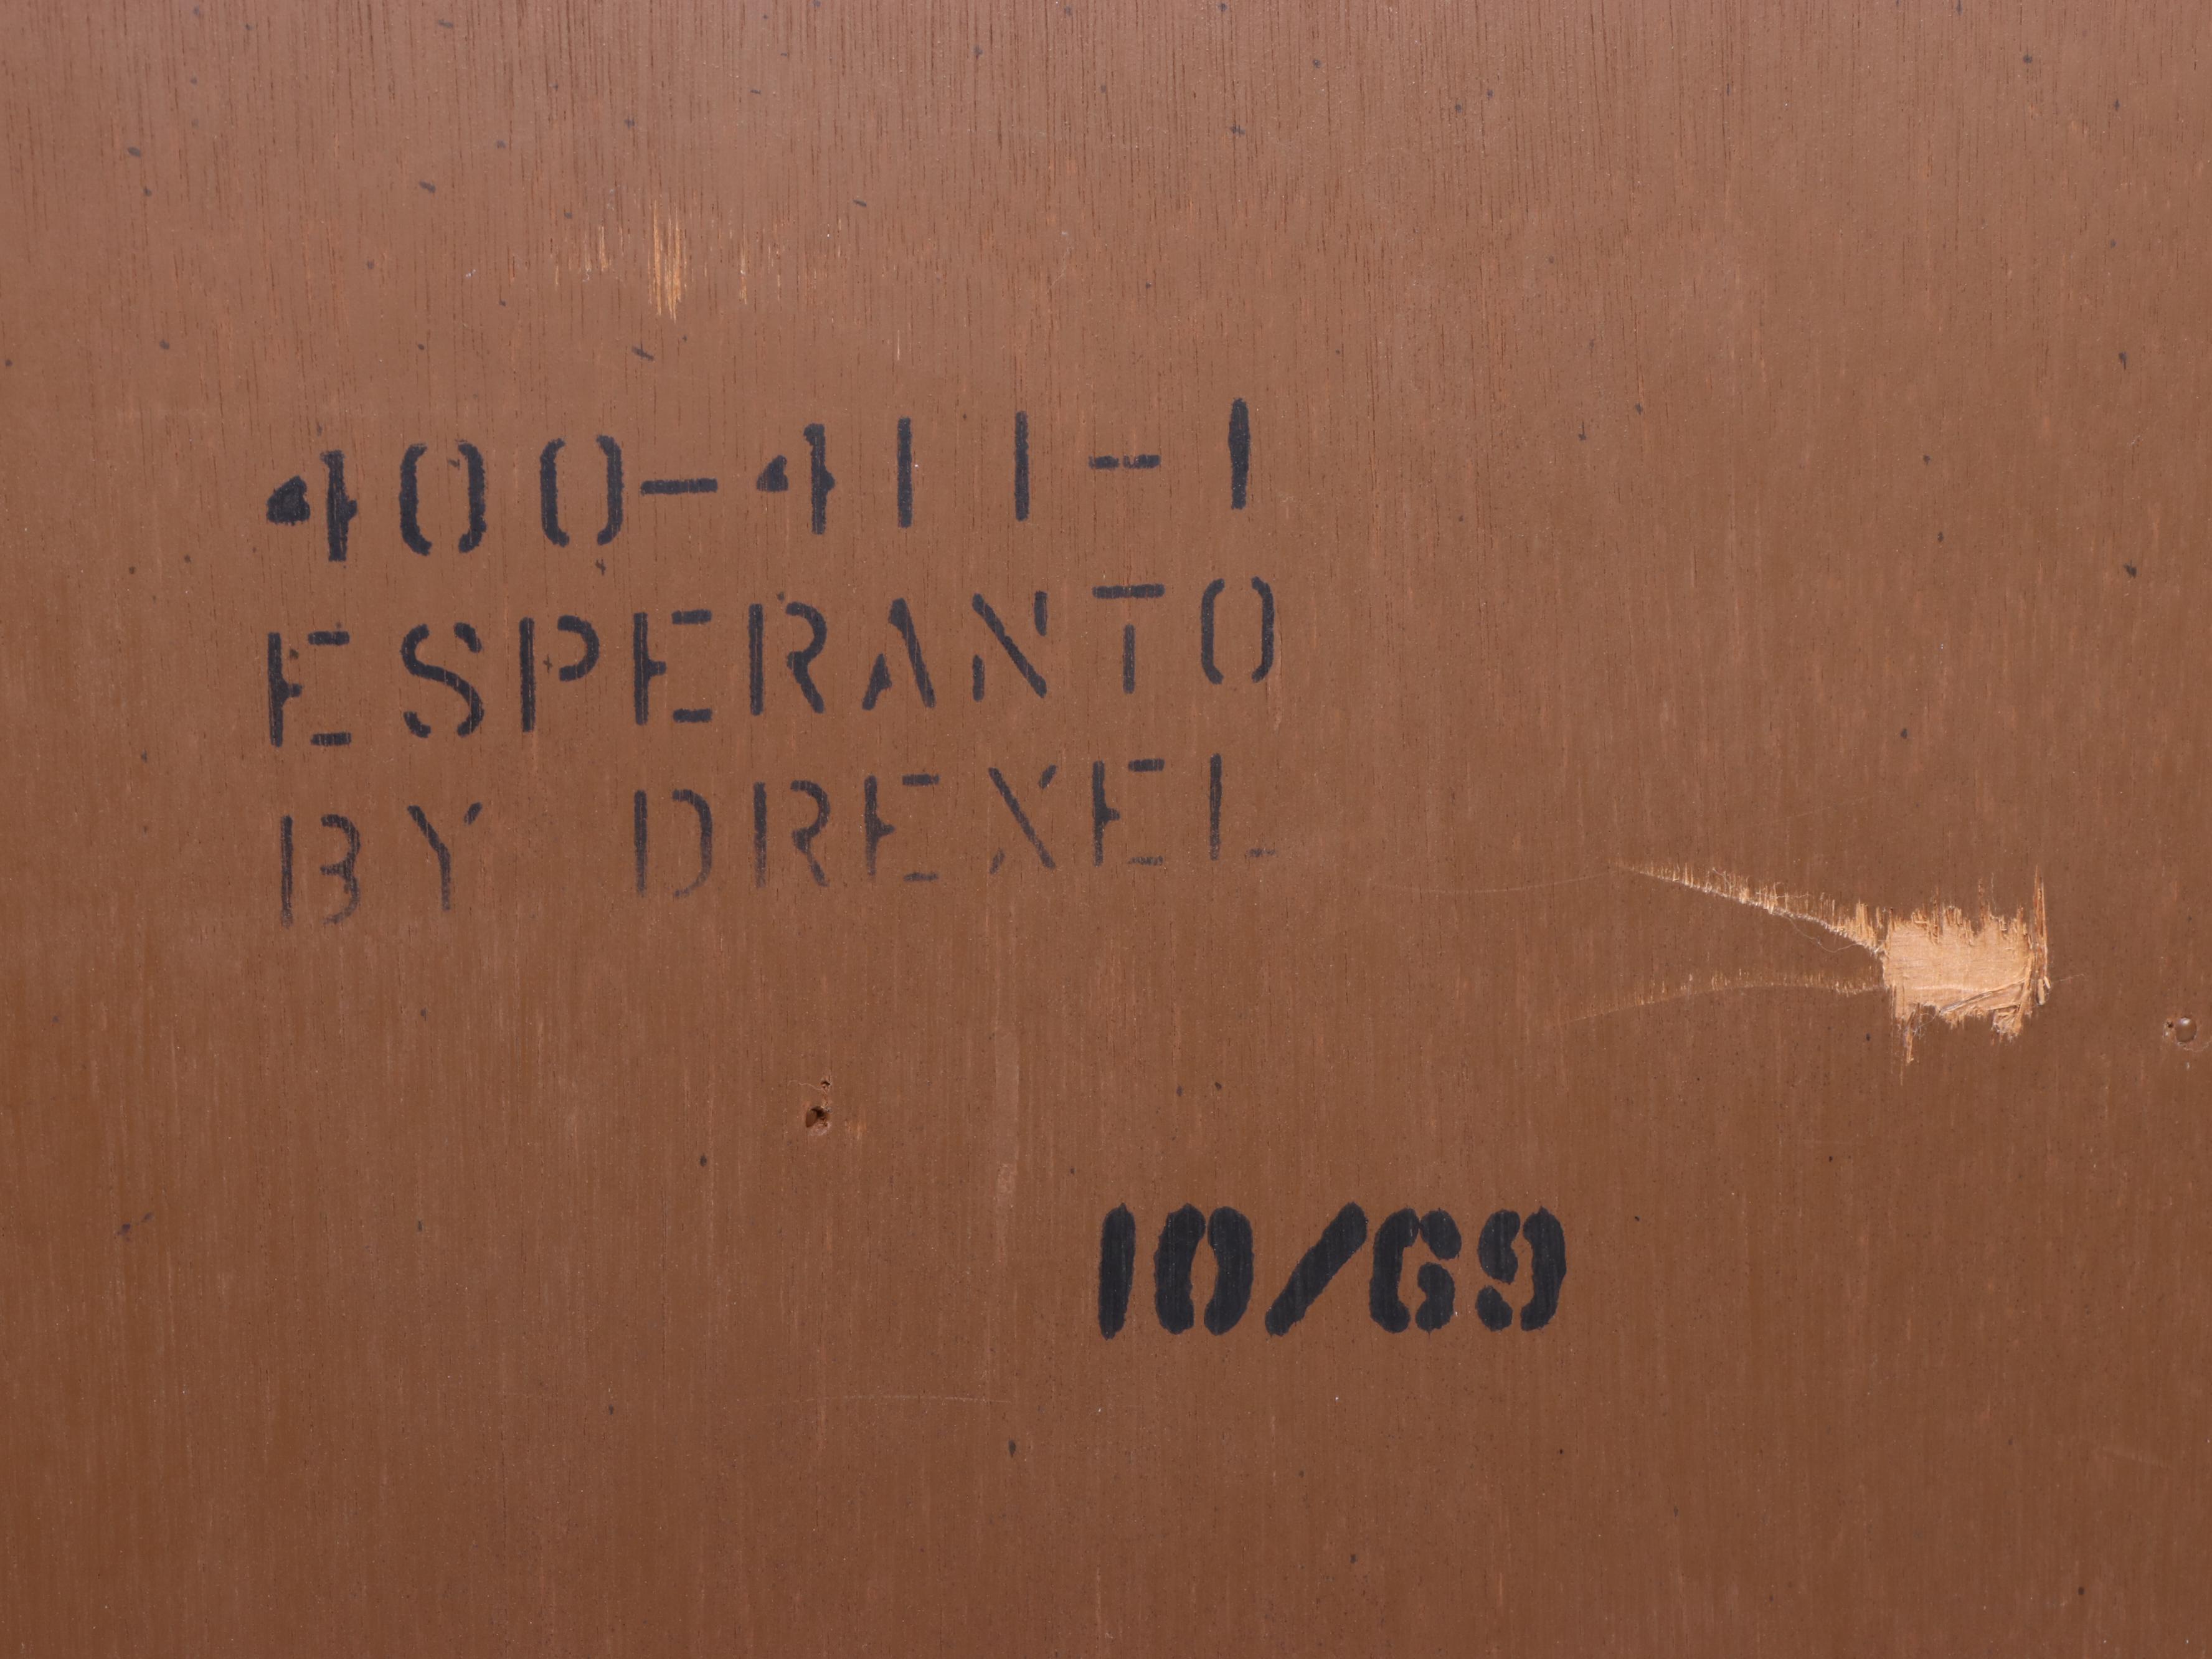 400-411-1
ESPERANTO
BY DREXEL
10/69